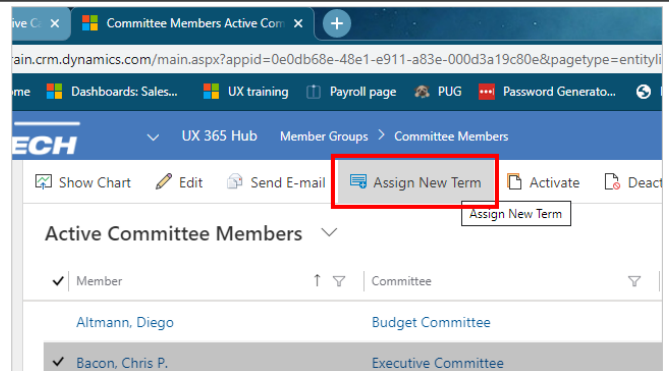 ive C
Committee Members Active Com
rain.crm.dynamics.com/main.aspx?appid=0e0db68e-48e1-e911-a83e-000d3a19c80e&pagetype=entityli
ome Dashboards: Sales... UX training Payroll page PUG Password Generato...
ECH UX 365 Hub Member Groups > Committee Members
Show Chart Edit Send E-mail Assign New Term Activate Deact
Assign New Term
Active Committee Members
Member Committee
Altmann, Diego Budget Committee
Bacon, Chris P. Executive Committee